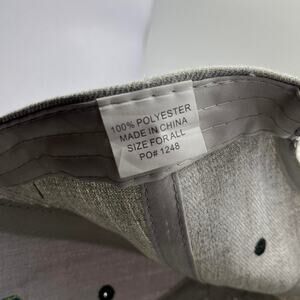 100% POLYESTER
MADE IN CHINA
SIZE FOR ALL
PO# 1248